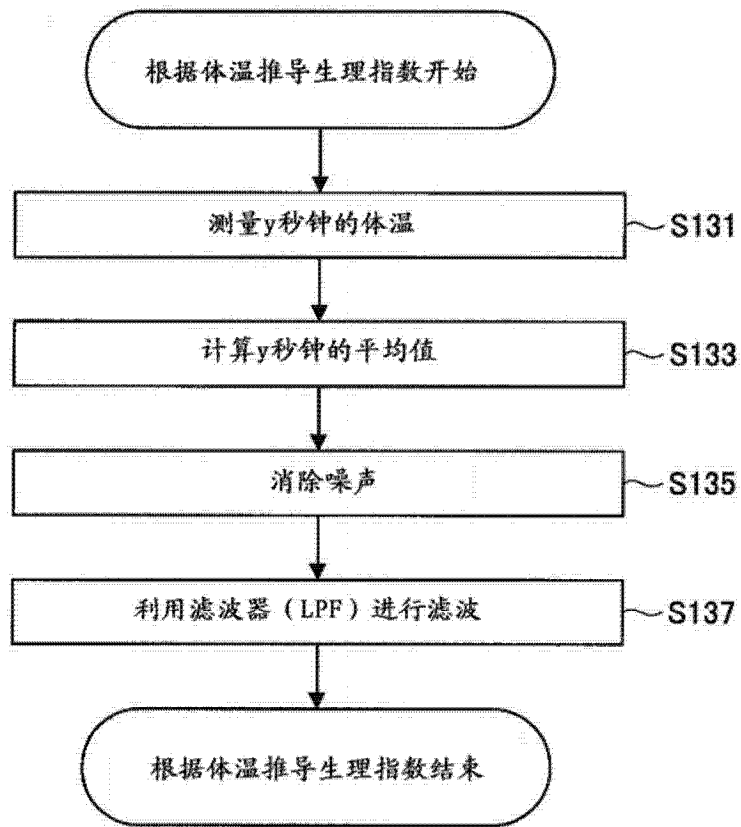 根据体温推导生理指数开始
测量y秒钟的体温
S131
计算y秒钟的平均值
S133
消除噪声
S135
利用滤波器（LPF）进行滤波
S137
根据体温推导生理指数结束